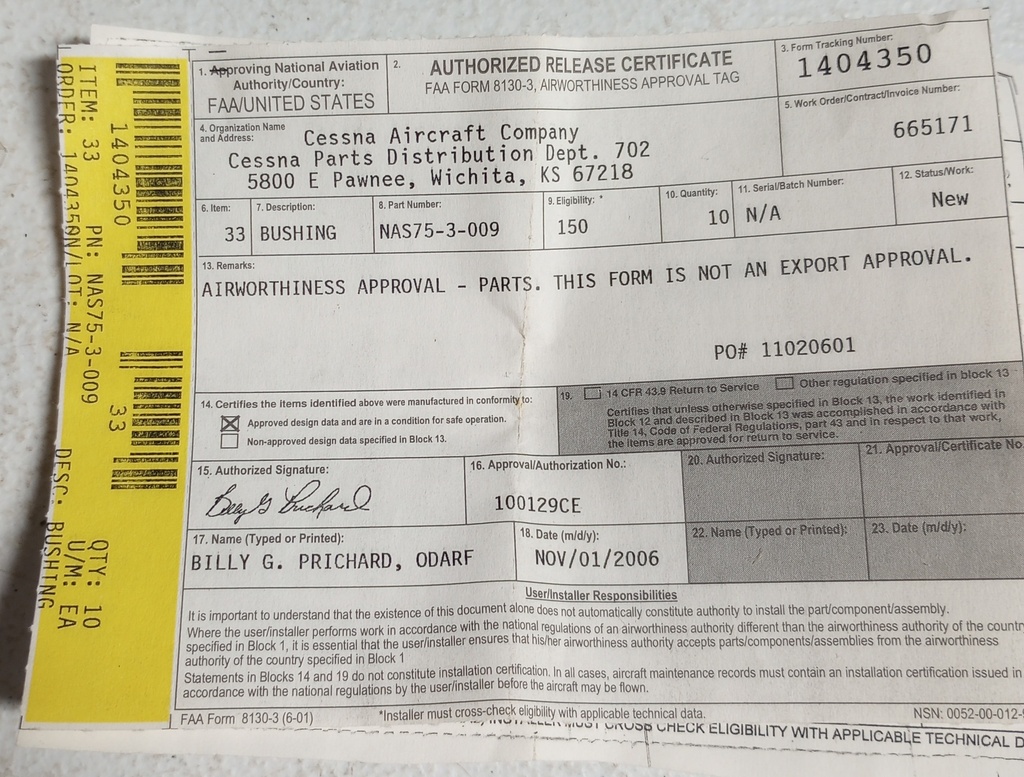 ITEM: 33 PN: NAS75-3-009 QTY: 10
ORDER: 1404350 N/LOT: N/A U/M: EA
DESC: BUSHING
1404350 33
1. Approving National Aviation
Authority/Country:
FAA/UNITED STATES
2.
AUTHORIZED RELEASE CERTIFICATE
FAA FORM 8130-3, AIRWORTHINESS APPROVAL TAG
3. Form Tracking Number:
1404350
4. Organization Name
and Address:
Cessna Aircraft Company
Cessna Parts Distribution Dept. 702
5800 E Pawnee, Wichita, KS 67218
5. Work Order/Contract/Invoice Number:
665171
6. Item:
33
7. Description:
BUSHING
8. Part Number:
NAS75-3-009
9. Eligibility: *
150
10. Quantity:
10
11. Serial/Batch Number:
N/A
12. Status/Work:
New
13. Remarks:
AIRWORTHINESS APPROVAL - PARTS. THIS FORM IS NOT AN EXPORT APPROVAL.
PO# 11020601
14. Certifies the items identified above were manufactured in conformity to:
Approved design data and are in a condition for safe operation.
Non-approved design data specified in Block 13.
19. 14 CFR 43.9 Return to Service Other regulation specified in block 13
Certifies that unless otherwise specified in Block 13, the work identified in
Block 12 and described in Block 13 was accomplished in accordance with
Title 14, Code of Federal Regulations, part 43 and in respect to that work,
the items are approved for return to service.
15. Authorized Signature:
Billy G Prichard
16. Approval/Authorization No.:
100129CE
20. Authorized Signature:
21. Approval/Certificate No
17. Name (Typed or Printed):
BILLY G. PRICHARD, ODARF
18. Date (m/d/y):
NOV/01/2006
22. Name (Typed or Printed):
23. Date (m/d/y):
User/Installer Responsibilities
It is important to understand that the existence of this document alone does not automatically constitute authority to install the part/component/assembly.
Where the user/installer performs work in accordance with the national regulations of an airworthiness authority different than the airworthiness authority of the countr
specified in Block 1, it is essential that the user/installer ensures that his/her airworthiness authority accepts parts/components/assemblies from the airworthiness
authority of the country specified in Block 1
Statements in Blocks 14 and 19 do not constitute installation certification. In all cases, aircraft maintenance records must contain an installation certification issued in
accordance with the national regulations by the user/installer before the aircraft may be flown.
FAA Form 8130-3 (6-01)
*Installer must cross-check eligibility with applicable technical data.
NSN: 0052-00-012-
INSTALLER MUST CROSS CHECK ELIGIBILITY WITH APPLICABLE TECHNICAL D